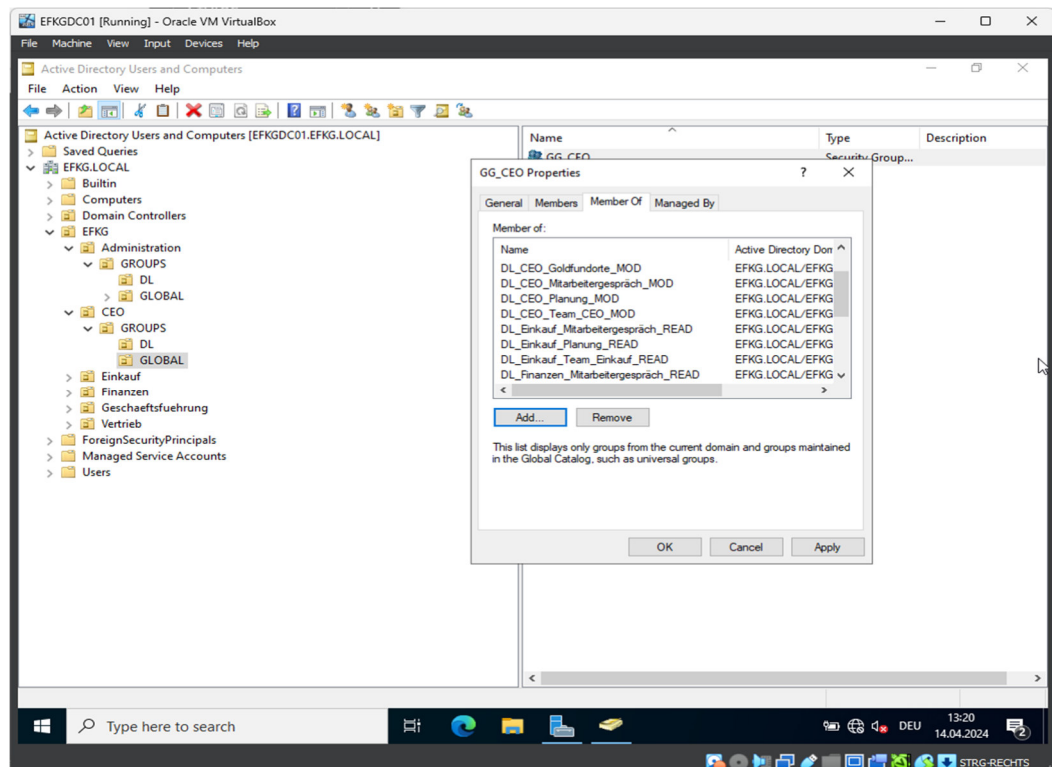 EFKGDC01 [Running] - Oracle VM VirtualBox
File Machine View Input Devices Help
Active Directory Users and Computers
File Action View Help
Active Directory Users and Computers [EFKGDC01.EFKG.LOCAL]
Saved Queries
EFKG.LOCAL
Builtin
Computers
Domain Controllers
EFKG
Administration
GROUPS
DL
GLOBAL
CEO
GROUPS
DL
GLOBAL
Einkauf
Finanzen
Geschaeftsfuehrung
Vertrieb
ForeignSecurityPrincipals
Managed Service Accounts
Users
Name Type Description
GG_CEO Security Group...
GG_CEO Properties ?
General Members Member Of Managed By
Member of:
Name Active Directory Dom
DL_CEO_Goldfundorte_MOD EFKG.LOCAL/EFKG
DL_CEO_Mitarbeitergespräch_MOD EFKG.LOCAL/EFKG
DL_CEO_Planung_MOD EFKG.LOCAL/EFKG
DL_CEO_Team_CEO_MOD EFKG.LOCAL/EFKG
DL_Einkauf_Mitarbeitergespräch_READ EFKG.LOCAL/EFKG
DL_Einkauf_Planung_READ EFKG.LOCAL/EFKG
DL_Einkauf_Team_Einkauf_READ EFKG.LOCAL/EFKG
DL_Finanzen_Mitarbeitergespräch_READ EFKG.LOCAL/EFKG
Add... Remove
This list displays only groups from the current domain and groups maintained
in the Global Catalog, such as universal groups.
OK Cancel Apply
Type here to search
DEU
13:20
14.04.2024
2
STRG-RECHTS